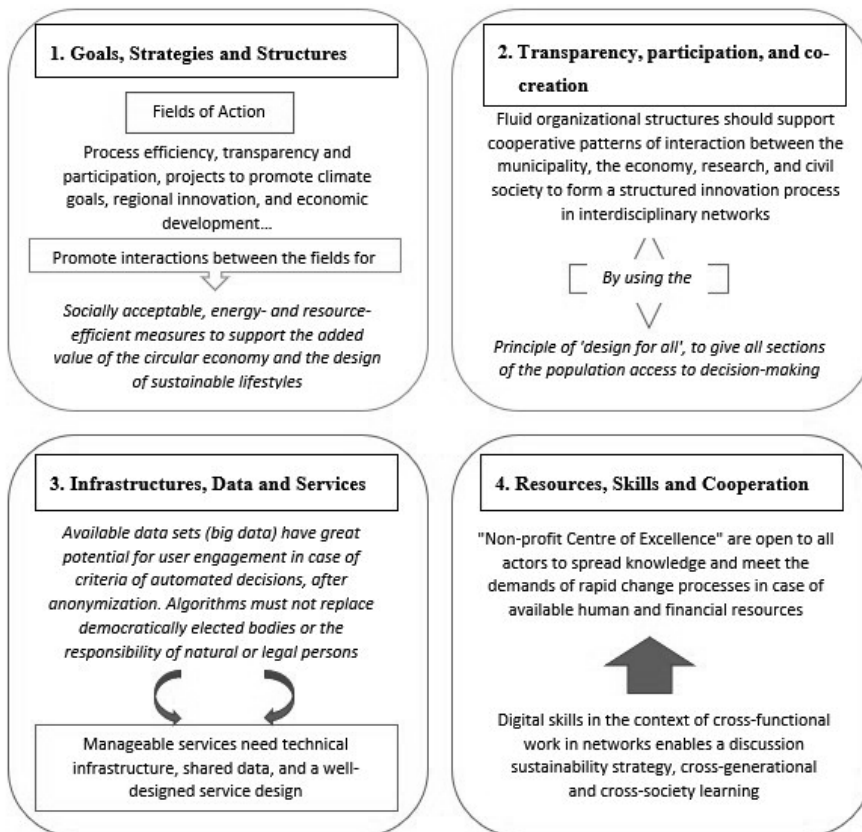 1. Goals, Strategies and Structures
Fields of Action
Process efficiency, transparency and
participation, projects to promote climate
goals, regional innovation, and economic
development...
Promote interactions between the fields for
Socially acceptable, energy- and resource-
efficient measures to support the added
value of the circular economy and the design
of sustainable lifestyles
2. Transparency, participation, and co-
creation
Fluid organizational structures should support
cooperative patterns of interaction between the
municipality, the economy, research, and civil
society to form a structured innovation process
in interdisciplinary networks
By using the
Principle of 'design for all', to give all sections
of the population access to decision-making
3. Infrastructures, Data and Services
Available data sets (big data) have great
potential for user engagement in case of
criteria of automated decisions, after
anonymization. Algorithms must not replace
democratically elected bodies or the
responsibility of natural or legal persons
Manageable services need technical
infrastructure, shared data, and a well-
designed service design
4. Resources, Skills and Cooperation
"Non-profit Centre of Excellence" are open to all
actors to spread knowledge and meet the
demands of rapid change processes in case of
available human and financial resources
Digital skills in the context of cross-functional
work in networks enables a discussion
sustainability strategy, cross-generational
and cross-society learning